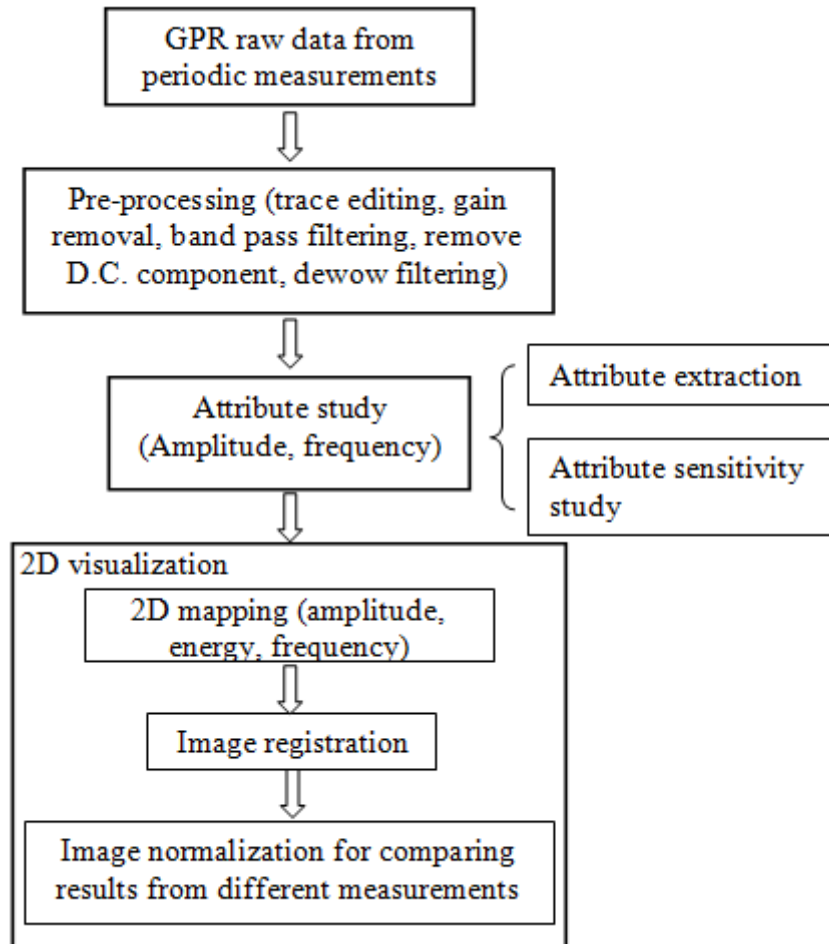 GPR raw data from
periodic measurements
Pre-processing (trace editing, gain
removal, band pass filtering, remove
D.C. component, dewow filtering)
Attribute study
(Amplitude, frequency)
Attribute extraction
Attribute sensitivity
study
2D visualization
2D mapping (amplitude,
energy, frequency)
Image registration
Image normalization for comparing
results from different measurements